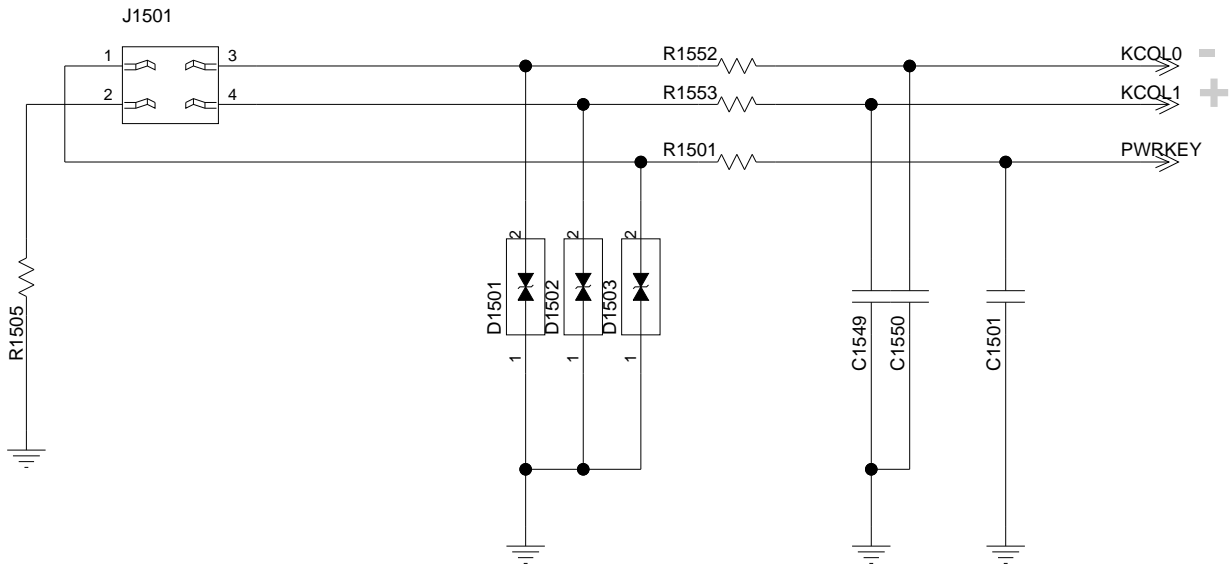 J1501
1 3 R1552 KCOL0 -
2 4 R1553 KCOL1 +
R1501 PWRKEY
2 2 2
R1505 D1501 D1502 D1503 C1549 C1550 C1501
1 1 1